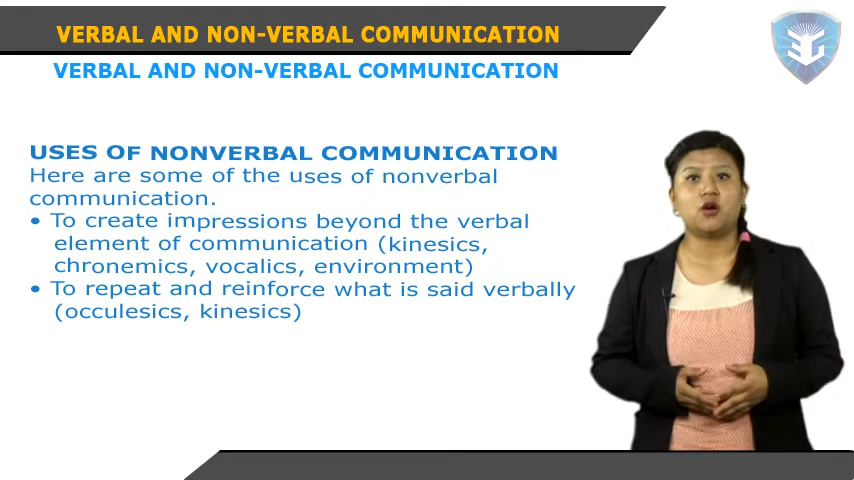 VERBAL AND NON-VERBAL COMMUNICATION
VERBAL AND NON-VERBAL COMMUNICATION
USES OF NONVERBAL COMMUNICATION
Here are some of the uses of nonverbal
communication.
• To create impressions beyond the verbal
element of communication (kinesics,
chronemics, vocalics, environment)
• To repeat and reinforce what is said verbally
(occulesics, kinesics)